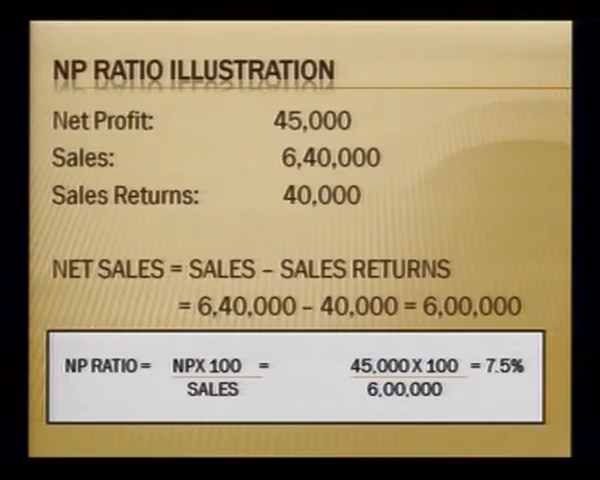 NP RATIO ILLUSTRATION
Net Profit: 45,000
Sales: 6,40,000
Sales Returns: 40,000
NET SALES = SALES – SALES RETURNS
= 6,40,000 – 40,000 = 6,00,000
NP RATIO = NPX 100 = 45,000 X 100 = 7.5%
SALES 6,00,000